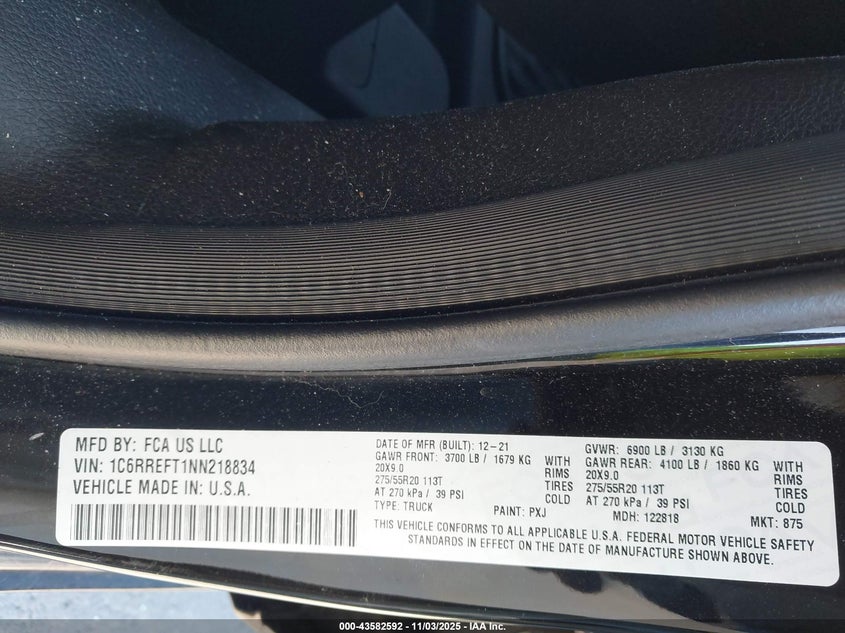 MFD BY: FCA US LLC
VIN: 1C6RREFT1NN218834
VEHICLE MADE IN: U.S.A.
DATE OF MFR (BUILT): 12-21
GAWR FRONT: 3700 LB / 1679 KG WITH
20X9.0 RIMS
275/55R20 113T TIRES
AT 270 kPa / 39 PSI COLD
TYPE: TRUCK PAINT: PXJ
GVWR: 6900 LB / 3130 KG
GAWR REAR: 4100 LB / 1860 KG WITH
20X9.0 RIMS
275/55R20 113T TIRES
AT 270 kPa / 39 PSI COLD
MDH: 122818 MKT: 875
THIS VEHICLE CONFORMS TO ALL APPLICABLE U.S.A. FEDERAL MOTOR VEHICLE SAFETY
STANDARDS IN EFFECT ON THE DATE OF MANUFACTURE SHOWN ABOVE.
000-43582592 - 11/03/2025 - IAA Inc.